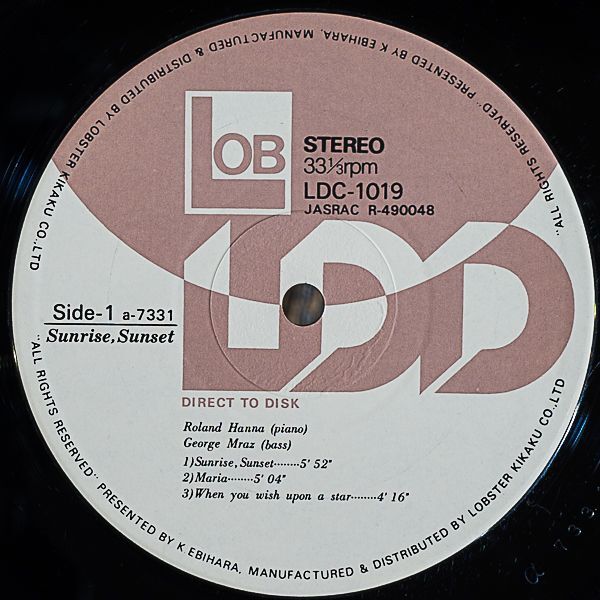 LOB
STEREO
33⅓rpm
LDC-1019
JASRAC R-490048
LDD
Side-1 a-7331
Sunrise, Sunset
DIRECT TO DISK
Roland Hanna (piano)
George Mraz (bass)
1)Sunrise, Sunset········5' 52"
2)Maria········5' 04"
3)When you wish upon a star········4' 16"
"ALL RIGHTS RESERVED" PRESENTED BY K EBIHARA, MANUFACTURED & DISTRIBUTED BY LOBSTER KIKAKU CO.,LTD
"ALL RIGHTS RESERVED" PRESENTED BY K EBIHARA, MANUFACTURED & DISTRIBUTED BY LOBSTER KIKAKU CO.,LTD